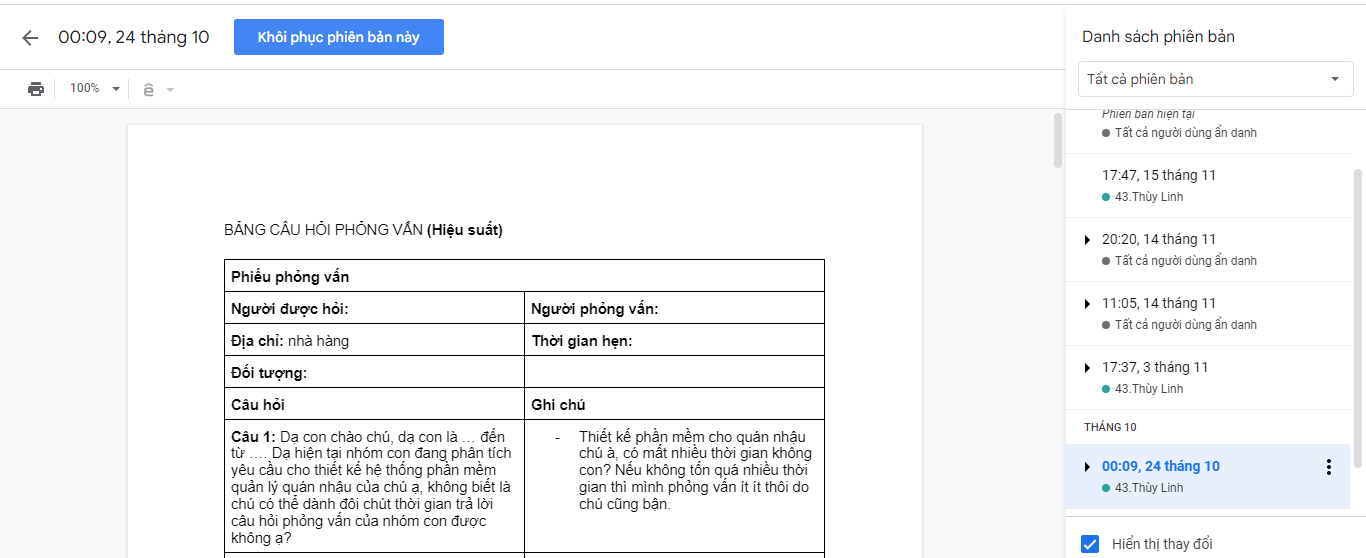 00:09, 24 tháng 10
Khôi phục phiên bản này
100%
BẢNG CÂU HỎI PHỎNG VẤN (Hiệu suất)
Phiếu phỏng vấn
Người được hỏi:
Người phỏng vấn:
Địa chỉ: nhà hàng
Thời gian hẹn:
Đối tượng:
Câu hỏi
Ghi chú
Câu 1: Dạ con chào chú, dạ con là ... đến
từ .... Dạ hiện tại nhóm con đang phân tích
yêu cầu cho thiết kế hệ thống phần mềm
quản lý quán nhậu của chú ạ, không biết là
chú có thể dành đôi chút thời gian trả lời
câu hỏi phỏng vấn của nhóm con được
không ạ?
- Thiết kế phần mềm cho quán nhậu
chú à, có mất nhiều thời gian không
con? Nếu không tốn quá nhiều thời
gian thì mình phỏng vấn ít ít thôi do
chú cũng bận.
Danh sách phiên bản
Tất cả phiên bản
Phiên bản hiện tại
Tất cả người dùng ẩn danh
17:47, 15 tháng 11
43.Thùy Linh
20:20, 14 tháng 11
Tất cả người dùng ẩn danh
11:05, 14 tháng 11
Tất cả người dùng ẩn danh
17:37, 3 tháng 11
43.Thùy Linh
THÁNG 10
00:09, 24 tháng 10
43.Thùy Linh
Hiển thị thay đổi